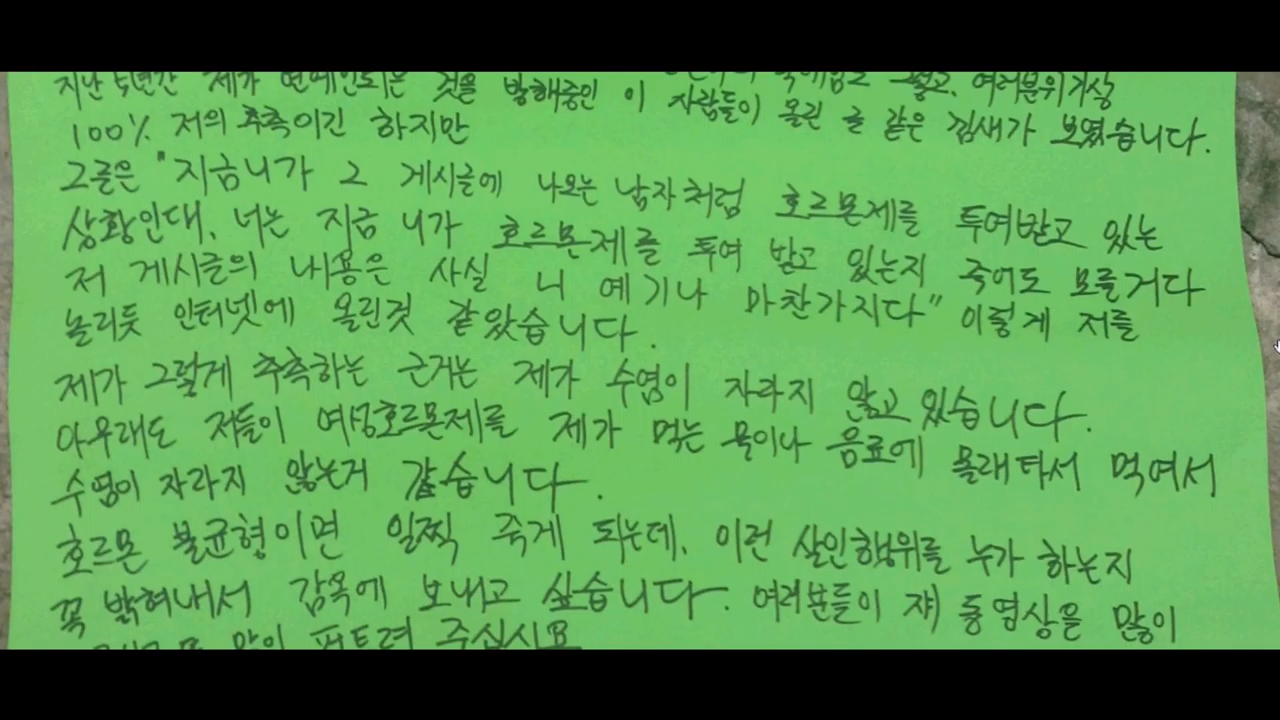 지난 5년간 제가 연예인되는 것을 방해중인 이 사람들이 올린 글 같은 낌새가 보였습니다.
100% 저의 추측이긴 하지만
그글은 "지금니가 그 게시글에 나오는 남자처럼 호르몬제를 투여받고 있는
상황인대, 너는 지금 니가 호르몬제를 투여 받고 있는지 죽어도 모를거다
저 게시글의 내용은 사실 니 예기나 마찬가지다" 이렇게 저를
놀리듯 인터넷에 올린것 같았습니다.
제가 그렇게 추측하는 근거는 제가 수염이 자라지 않고 있습니다.
아무래도 저들이 여성호르몬제를 제가 먹는 물이나 음료에 몰래타서 먹여서
수염이 자라지 않는거 같습니다.
호르몬 불균형이면 일찍 죽게 되는데, 이런 살인행위를 누가 하는지
꼭 밝혀내서 감옥에 보내고 싶습니다. 여러분들이 제 동영상을 많이
많이 퍼트려 주십시요